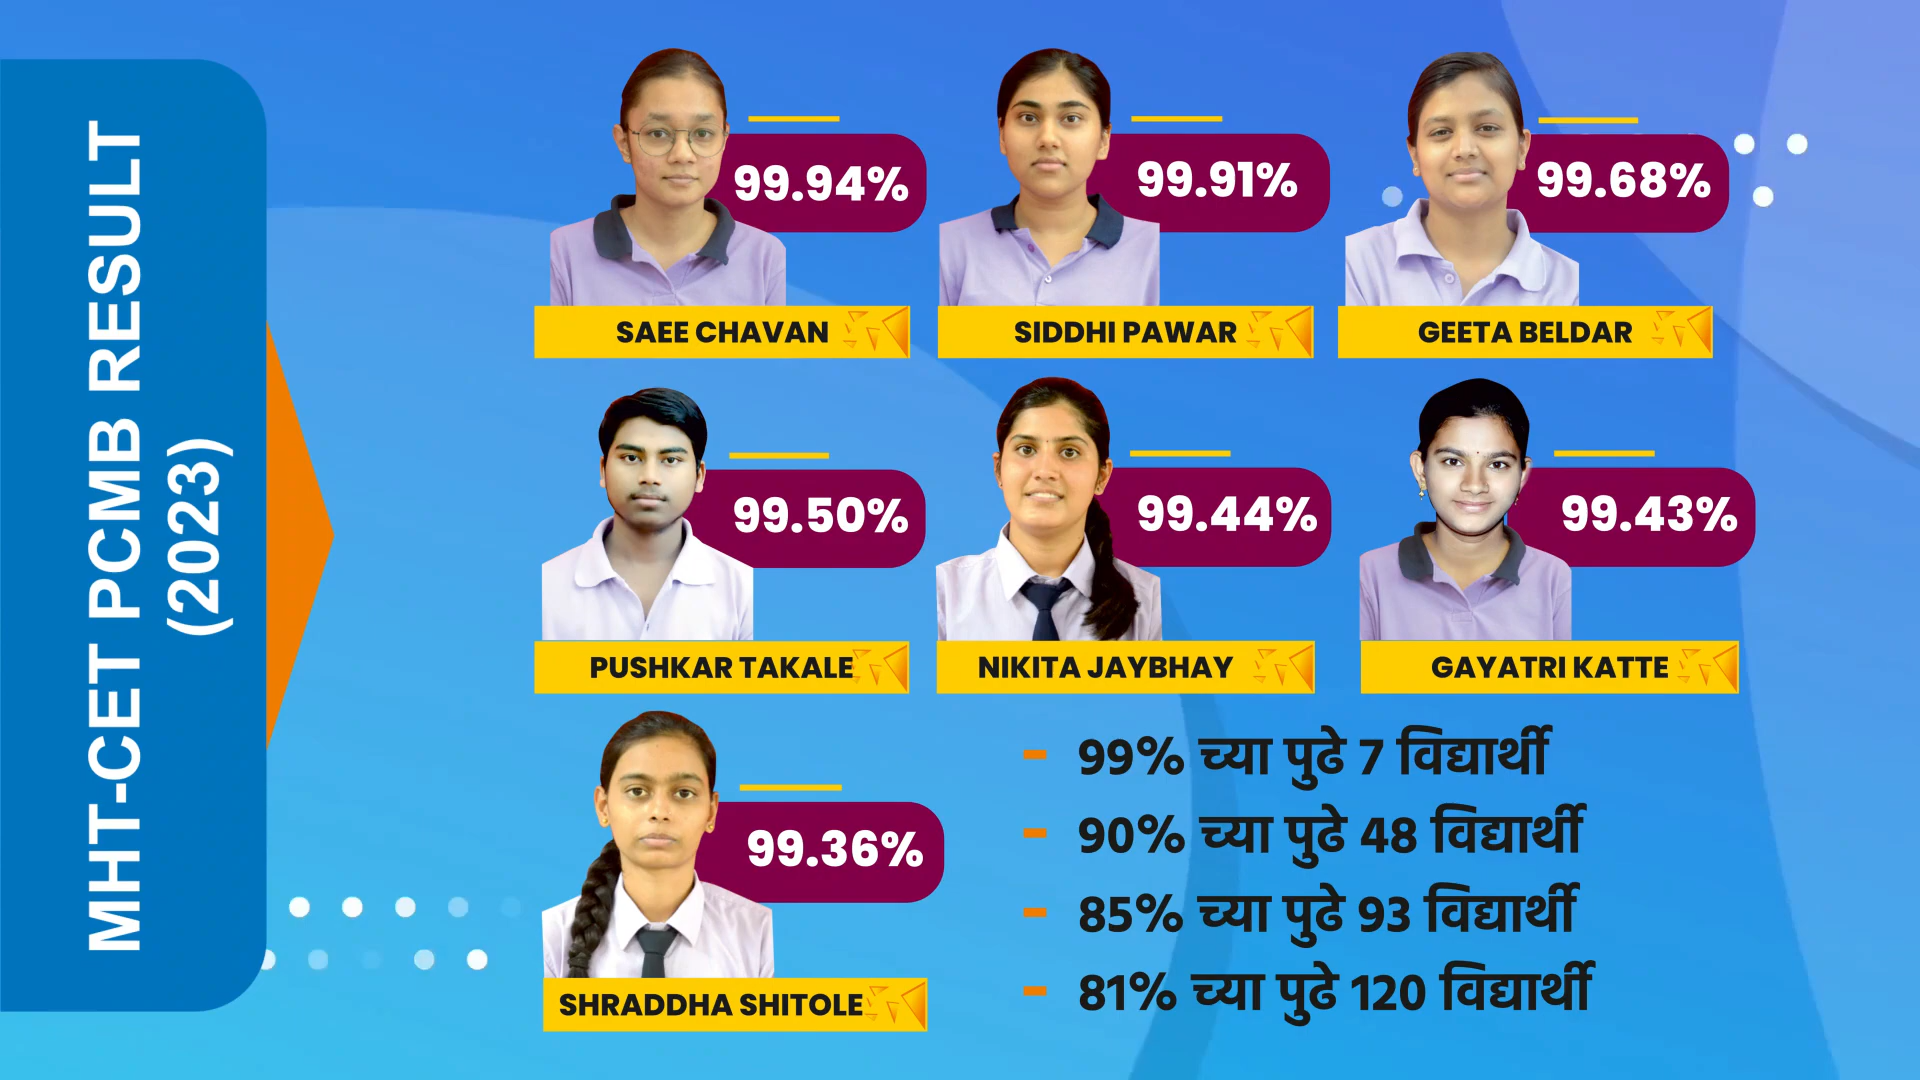 MHT-CET PCMB RESULT
(2023)
99.94%
SAEE CHAVAN
99.91%
SIDDHI PAWAR
99.68%
GEETA BELDAR
99.50%
PUSHKAR TAKALE
99.44%
NIKITA JAYBHAY
99.43%
GAYATRI KATTE
99.36%
SHRADDHA SHITOLE
- 99% च्या पुढे 7 विद्यार्थी
- 90% च्या पुढे 48 विद्यार्थी
- 85% च्या पुढे 93 विद्यार्थी
- 81% च्या पुढे 120 विद्यार्थी